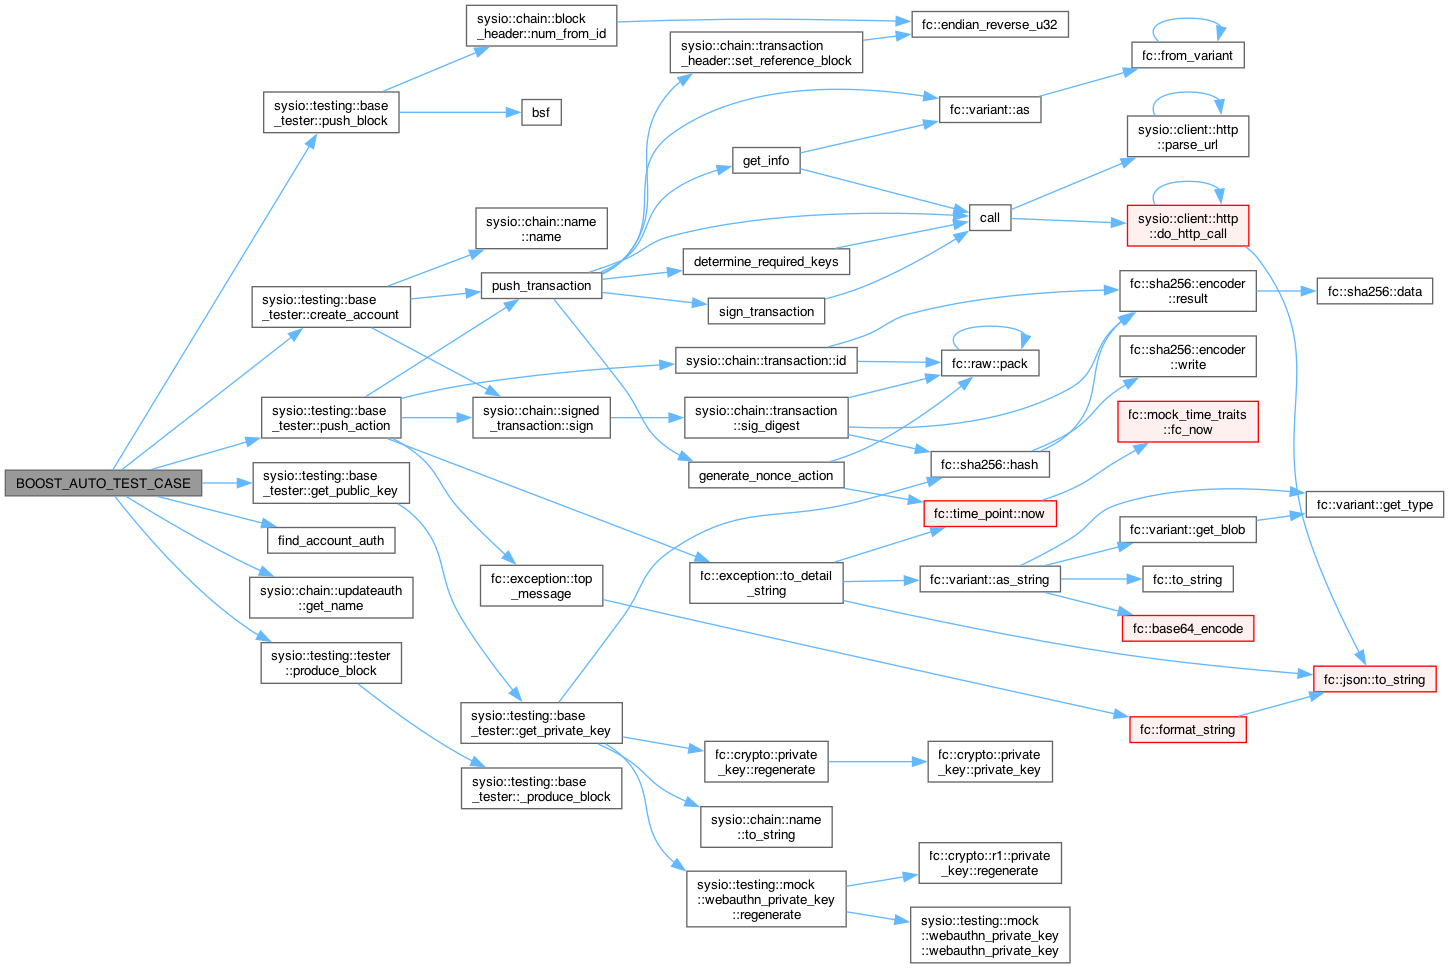 BOOST_AUTO_TEST_CASE
sysio::testing::base
_tester::push_block
sysio::testing::base
_tester::create_account
sysio::testing::base
_tester::push_action
sysio::testing::base
_tester::get_public_key
find_account_auth
sysio::chain::updateauth
::get_name
sysio::testing::tester
::produce_block
sysio::chain::block
_header::num_from_id
bsf
sysio::chain::name
::name
push_transaction
sysio::chain::signed
_transaction::sign
fc::exception::top
_message
sysio::testing::base
_tester::get_private_key
sysio::testing::base
_tester::_produce_block
sysio::chain::transaction
_header::set_reference_block
get_info
determine_required_keys
sign_transaction
sysio::chain::transaction::id
sysio::chain::transaction
::sig_digest
generate_nonce_action
fc::exception::to_detail
_string
fc::crypto::private
_key::regenerate
sysio::chain::name
::to_string
sysio::testing::mock
::webauthn_private_key
::regenerate
fc::endian_reverse_u32
fc::variant::as
call
fc::raw::pack
fc::sha256::hash
fc::time_point::now
fc::variant::as_string
fc::crypto::private
_key::private_key
fc::crypto::r1::private
_key::regenerate
sysio::testing::mock
::webauthn_private_key
::webauthn_private_key
fc::from_variant
sysio::client::http
::parse_url
sysio::client::http
::do_http_call
fc::sha256::encoder
::result
fc::sha256::encoder
::write
fc::mock_time_traits
::fc_now
fc::variant::get_blob
fc::to_string
fc::base64_encode
fc::format_string
fc::sha256::data
fc::variant::get_type
fc::json::to_string